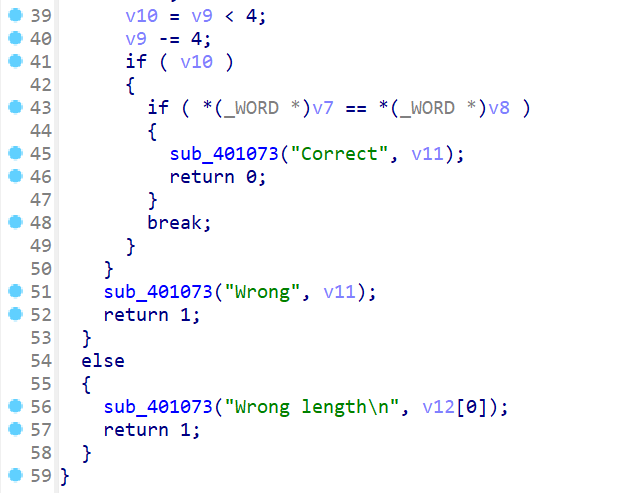 39 v10 = v9 < 4;
40 v9 -= 4;
41 if ( v10 )
42 {
43 if ( *(_WORD *)v7 == *(_WORD *)v8 )
44 {
45 sub_401073("Correct", v11);
46 return 0;
47 }
48 break;
49 }
50 }
51 sub_401073("Wrong", v11);
52 return 1;
53 }
54 else
55 {
56 sub_401073("Wrong length\n", v12[0]);
57 return 1;
58 }
59 }